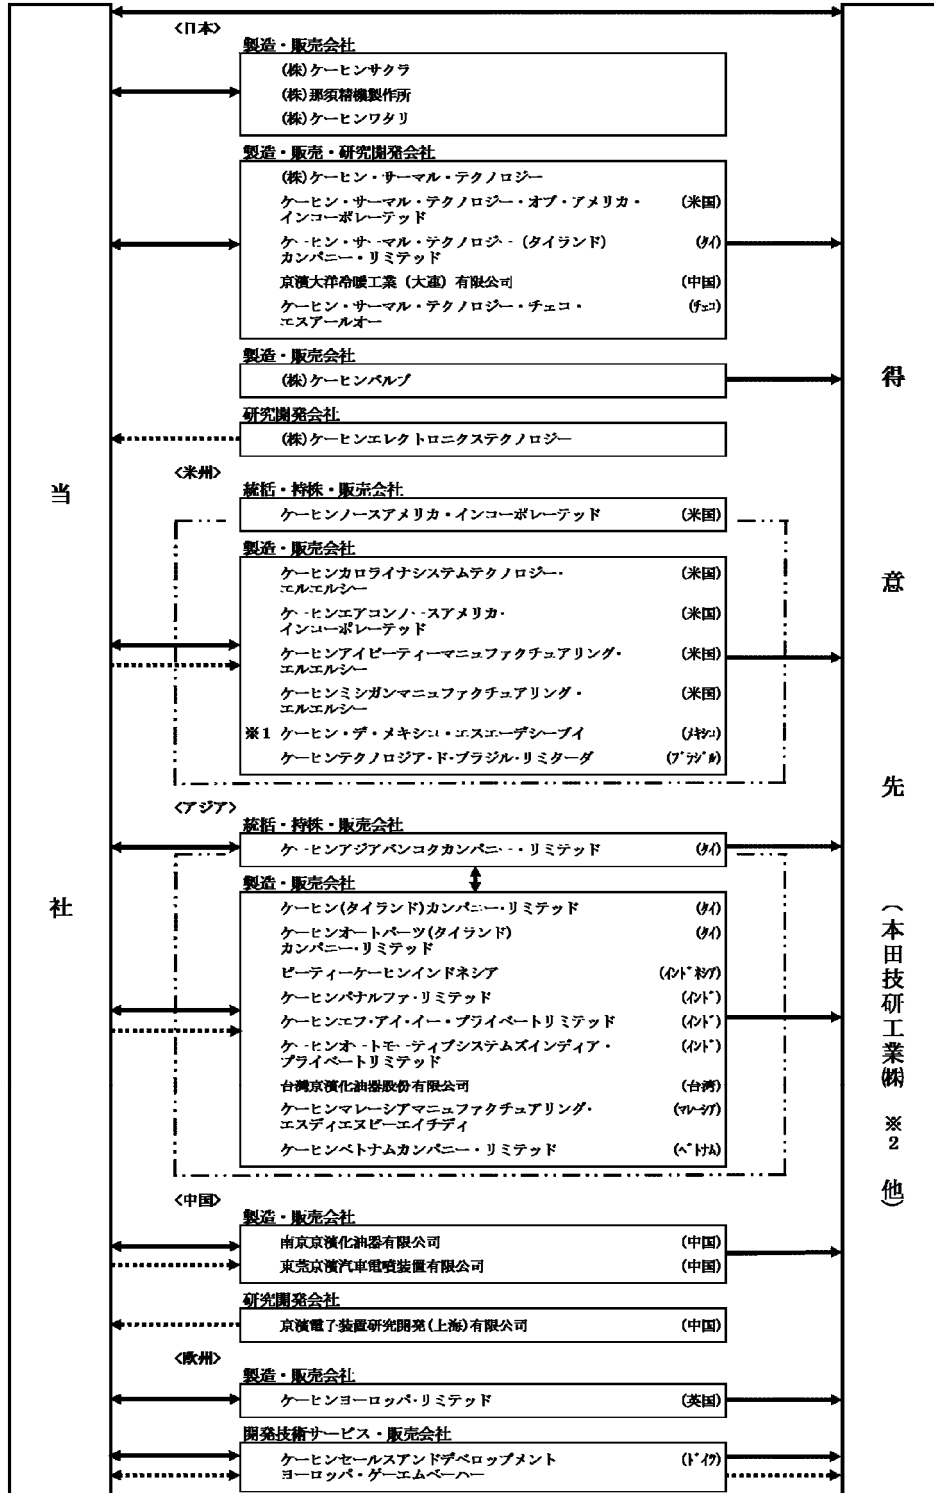 〈日本〉
製造・販売会社
(株)ケーヒンサクラ
(株)那須精機製作所
(株)ケーヒンワタリ
製造・販売・研究開発会社
(株)ケーヒン・サーマル・テクノロジー
ケーヒン・サーマル・テクノロジー・オブ・アメリカ・ (米国)
インコーポレーテッド
ケーヒン・サーマル・テクノロジー(タイランド) (タイ)
カンパニー・リミテッド
京濱大洋冷暖工業(大連)有限公司 (中国)
ケーヒン・サーマル・テクノロジー・チェコ・ (チェコ)
エスアールオー
製造・販売会社
(株)ケーヒンバルブ
研究開発会社
(株)ケーヒンエレクトロニクステクノロジー
〈米州〉
統括・持株・販売会社
ケーヒンノースアメリカ・インコーポレーテッド (米国)
製造・販売会社
ケーヒンカロライナシステムテクノロジー・ (米国)
エルエルシー
ケーヒンエアコンノースアメリカ・ (米国)
インコーポレーテッド
ケーヒンアイピーティーマニュファクチュアリング・ (米国)
エルエルシー
ケーヒンミシガンマニュファクチュアリング・ (米国)
エルエルシー
※1 ケーヒン・デ・メキシコ・エスエーデシーブイ (メキシコ)
ケーヒンテクノロジア・ド・ブラジル・リミターダ (ブラジル)
〈アジア〉
統括・持株・販売会社
ケーヒンアジアバンコクカンパニー・リミテッド (タイ)
製造・販売会社
ケーヒン(タイランド)カンパニー・リミテッド (タイ)
ケーヒンオートパーツ(タイランド) (タイ)
カンパニー・リミテッド
ピーティーケーヒンインドネシア (インドネシア)
ケーヒンパナルファ・リミテッド (インド)
ケーヒンエフ・アイ・イー・プライベートリミテッド (インド)
ケーヒンオートモーティブシステムズインディア・ (インド)
プライベートリミテッド
台灣京濱化油器股份有限公司 (台湾)
ケーヒンマレーシアマニュファクチュアリング・ (マレーシア)
エスディエヌビーエイチディ
ケーヒンベトナムカンパニー・リミテッド (ベトナム)
〈中国〉
製造・販売会社
南京京濱化油器有限公司 (中国)
東莞京濱汽車電噴装置有限公司 (中国)
研究開発会社
京濱電子装置研究開発(上海)有限公司 (中国)
〈欧州〉
製造・販売会社
ケーヒンヨーロッパ・リミテッド (英国)
開発技術サービス・販売会社
ケーヒンセールスアンドデベロップメント (ドイツ)
ヨーロッパ・ゲーエムベーハー
当社
得意先(本田技研工業㈱ ※2 他)